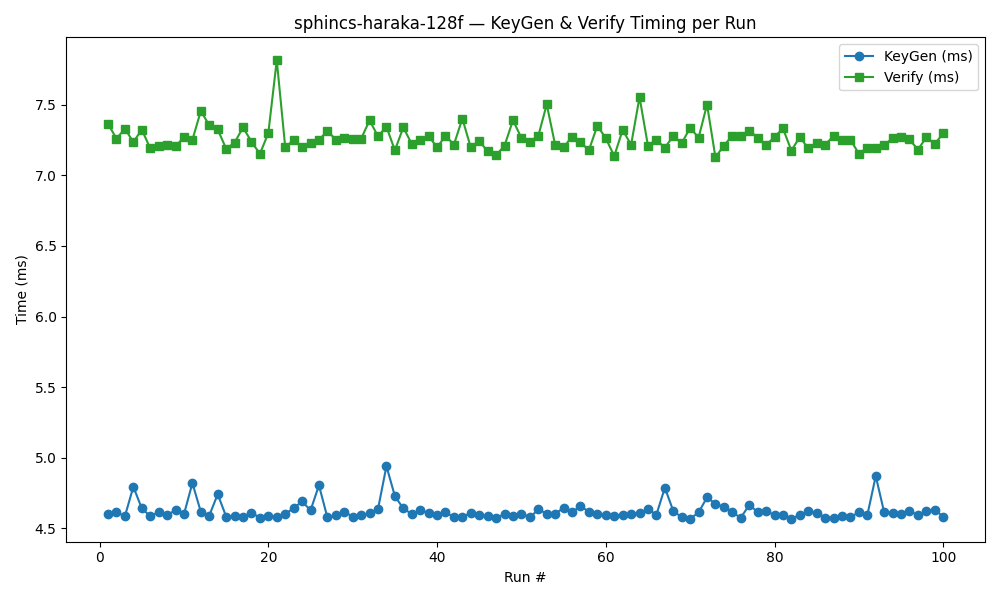 sphincs-haraka-128f — KeyGen & Verify Timing per Run
KeyGen (ms)
Verify (ms)
Time (ms)
7.5
7.0
6.5
6.0
5.5
5.0
4.5
0 20 40 60 80 100
Run #